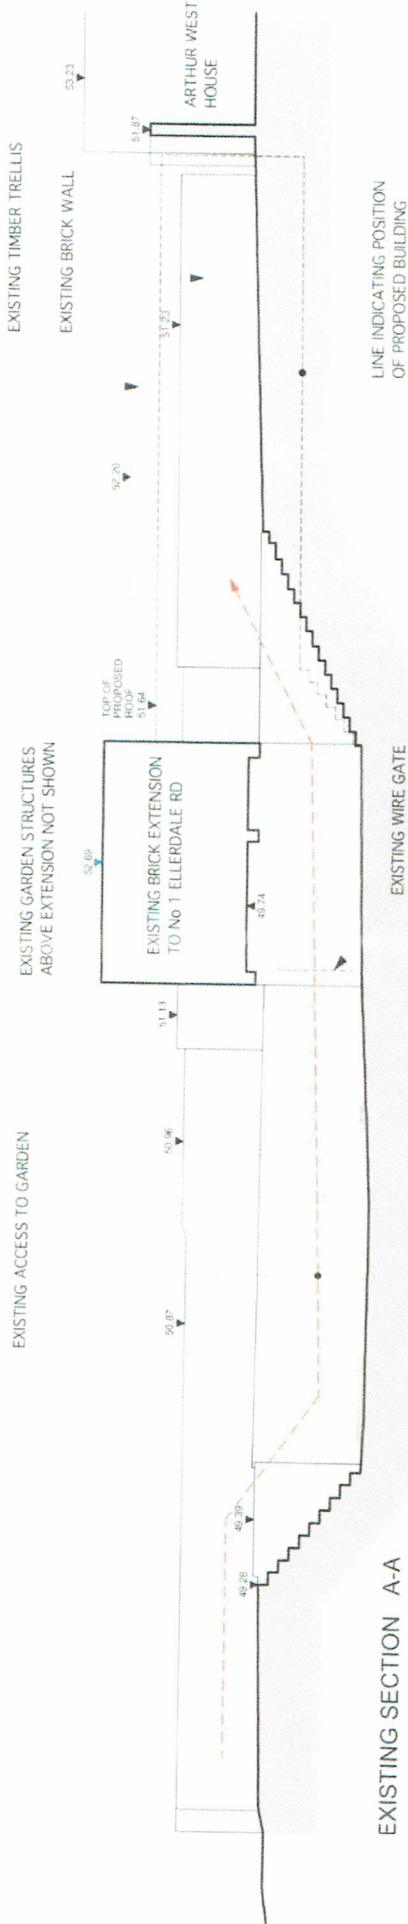 EXISTING ACCESS TO GARDEN
EXISTING GARDEN STRUCTURES
ABOVE EXTENSION NOT SHOWN
EXISTING TIMBER TRELLIS
EXISTING BRICK WALL
53.23
52.69
52.20
51.87
TOP OF
PROPOSED
ROOF
51.64
51.23
51.13
50.96
50.87
ARTHUR WEST
HOUSE
EXISTING BRICK EXTENSION
TO No 1 ELLERDALE RD
49.74
49.39
49.28
LINE INDICATING POSITION
OF PROPOSED BUILDING
EXISTING WIRE GATE
EXISTING SECTION A-A